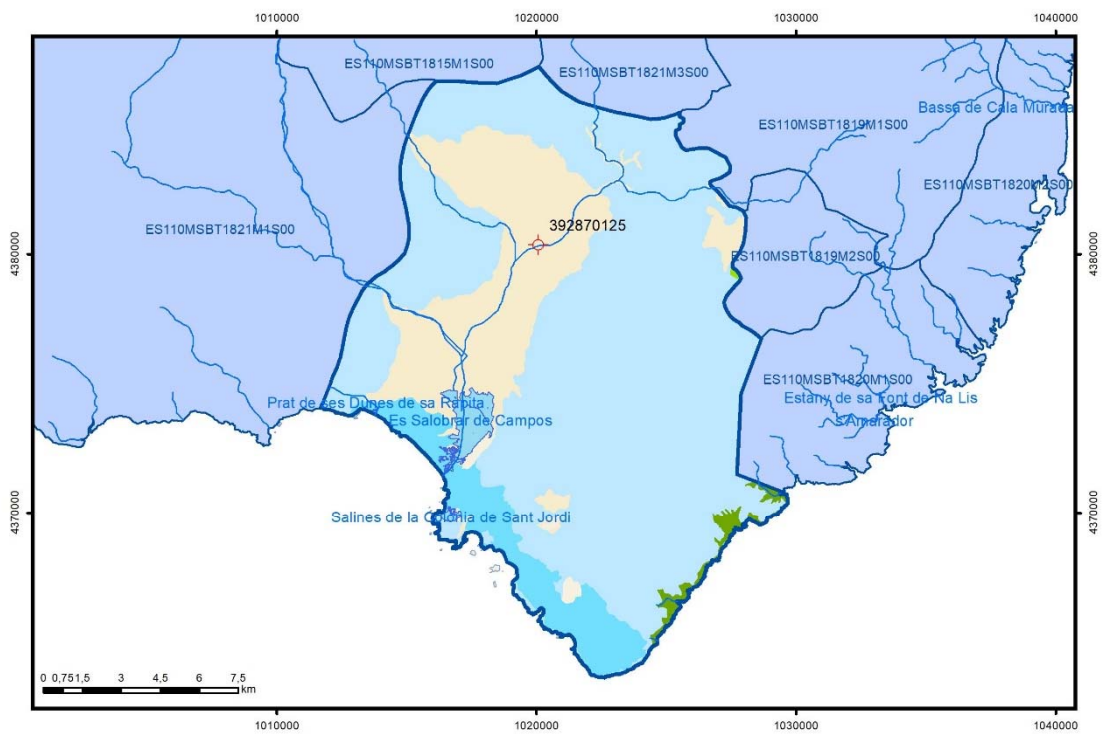 1010000
1020000
1030000
1040000
ES110MSBT1815M1S00
ES110MSBT1821M3S00
Bassa de Cala Murada
ES110MSBT1819M1S00
ES110MSBT1820M2S00
392870125
ES110MSBT1821M1S00
4380000
4380000
ES110MSBT1819M2S00
ES110MSBT1820M1S00
Estany de sa Font de Na Lis
Prat de ses Dunes de sa Ràpita
Es Salobrar de Campos
s'Amarador
4370000
4370000
Salines de la Colònia de Sant Jordi
0 0,75 1,5 3 4,5 6 7,5
km
1010000
1020000
1030000
1040000